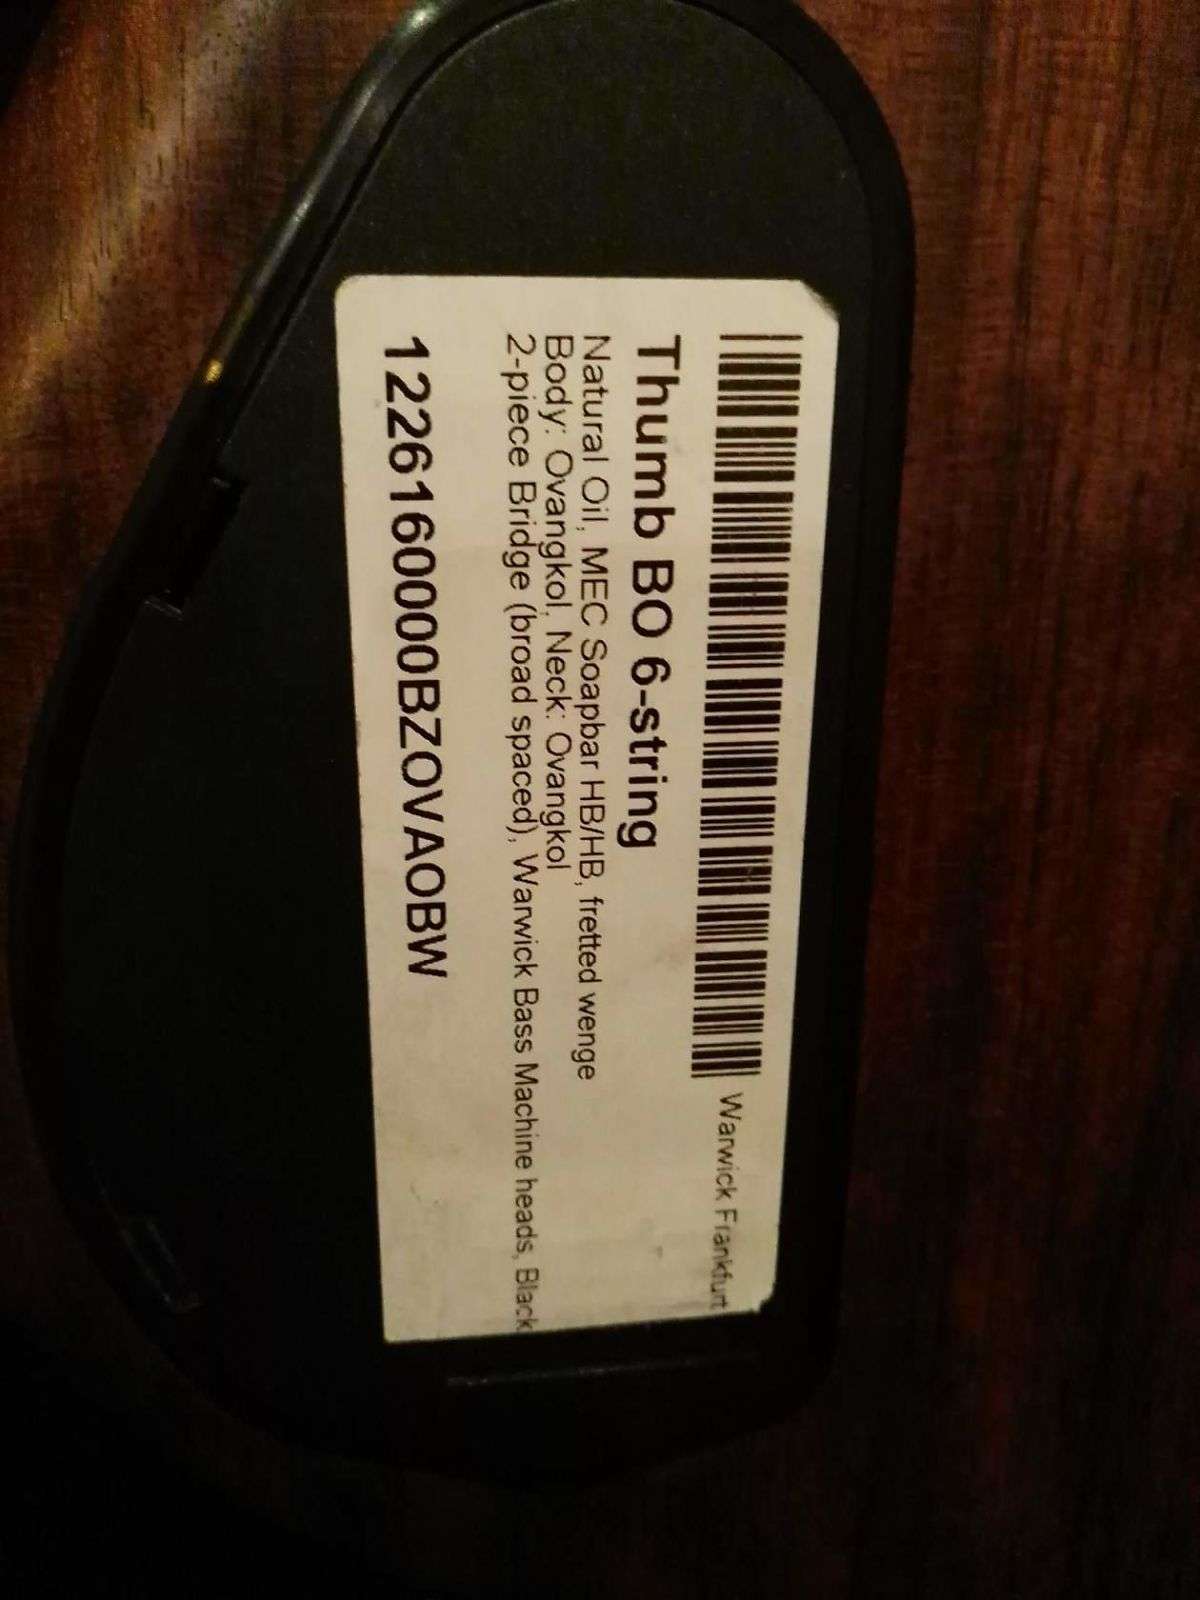 Warwick Frankfurt
Thumb BO 6-string
Natural Oil, MEC Soapbar HB/HB, fretted wenge
Body: Ovangkol, Neck: Ovangkol
2-piece Bridge (broad spaced), Warwick Bass Machine heads, Black
1226160000BZOVAOBW